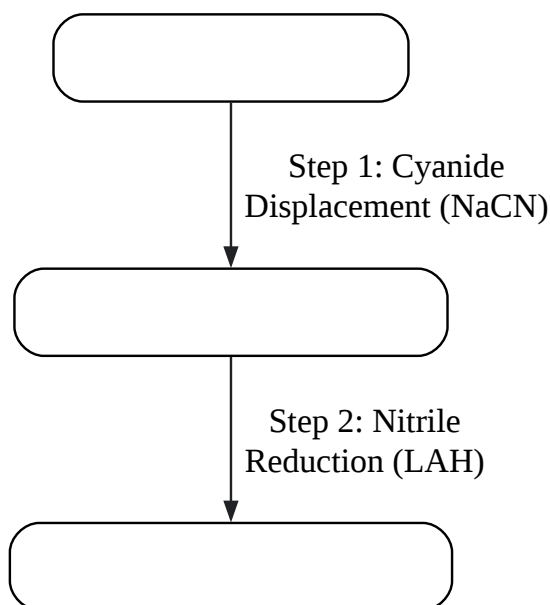 Step 1: Cyanide
Displacement (NaCN)
Step 2: Nitrile
Reduction (LAH)